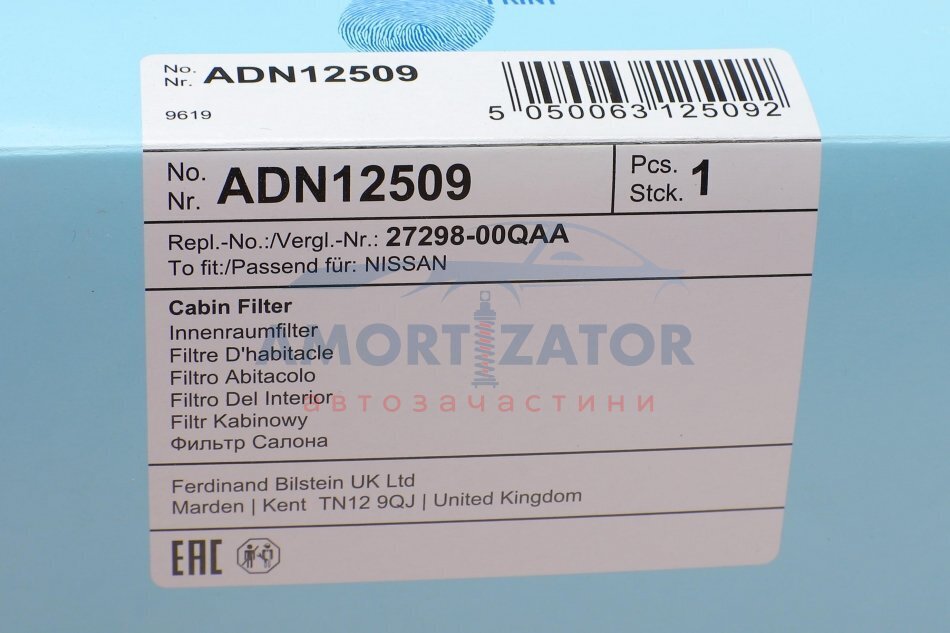 PRINT
No.
Nr. ADN12509
9619
5 050063 125092
No.
Nr. ADN12509
Pcs.
Stck. 1
Repl.-No.:/Vergl.-Nr.: 27298-00QAA
To fit:/Passend für: NISSAN
Cabin Filter
Innenraumfilter
Filtre D'habitacle
Filtro Abitacolo
Filtro Del Interior
Filtr Kabinowy
Фильтр Салона
AMORTIZATOR
автозачастини
Ferdinand Bilstein UK Ltd
Marden | Kent TN12 9QJ | United Kingdom
EAC